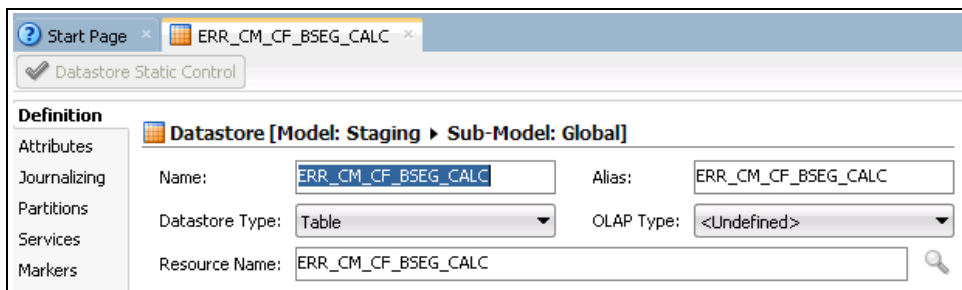 Start Page
ERR_CM_CF_BSEG_CALC
Datastore Static Control
Definition
Attributes
Journalizing
Partitions
Services
Markers
Datastore [Model: Staging ▸ Sub-Model: Global]
Name: ERR_CM_CF_BSEG_CALC Alias: ERR_CM_CF_BSEG_CALC
Datastore Type: Table OLAP Type: <Undefined>
Resource Name: ERR_CM_CF_BSEG_CALC